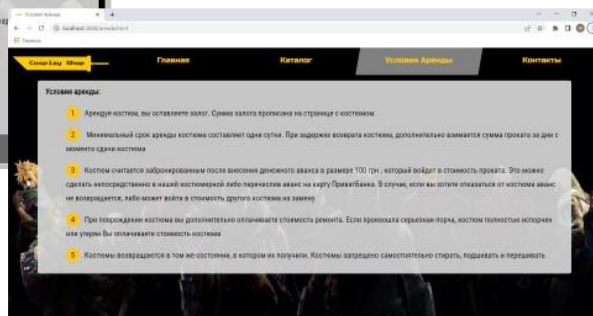 Условия Аренды
localhost
Cosplay Shop
Главная
Каталог
Условия Аренды
Контакты
Условия аренды:
1 Арендуя костюм, вы оставляете залог. Сумма залога прописана на странице с костюмом.
2 Минимальный срок аренды костюма составляет одни сутки. При задержке возврата костюма, дополнительно взимается сумма проката за дни с
момента сдачи костюма
3 Костюм считается забронированным после внесения денежного аванса в размере 100 грн , который войдет в стоимость проката. Это можно
сделать непосредственно в нашей костюмерной либо перечислив аванс на карту ПриватБанка. В случаи, если вы хотите отказаться от костюма аванс
не возвращается, либо может войти в стоимость другого костюма на замену
4 При повреждении костюма вы дополнительно оплачиваете стоимость ремонта. Если произошла серьезная порча, костюм полностью испорчен
или утерян Вы оплачиваете стоимость костюма
5 Костюмы возвращаются в том же состоянии, в котором их получили. Костюмы запрещено самостоятельно стирать, подшивать и перешивать